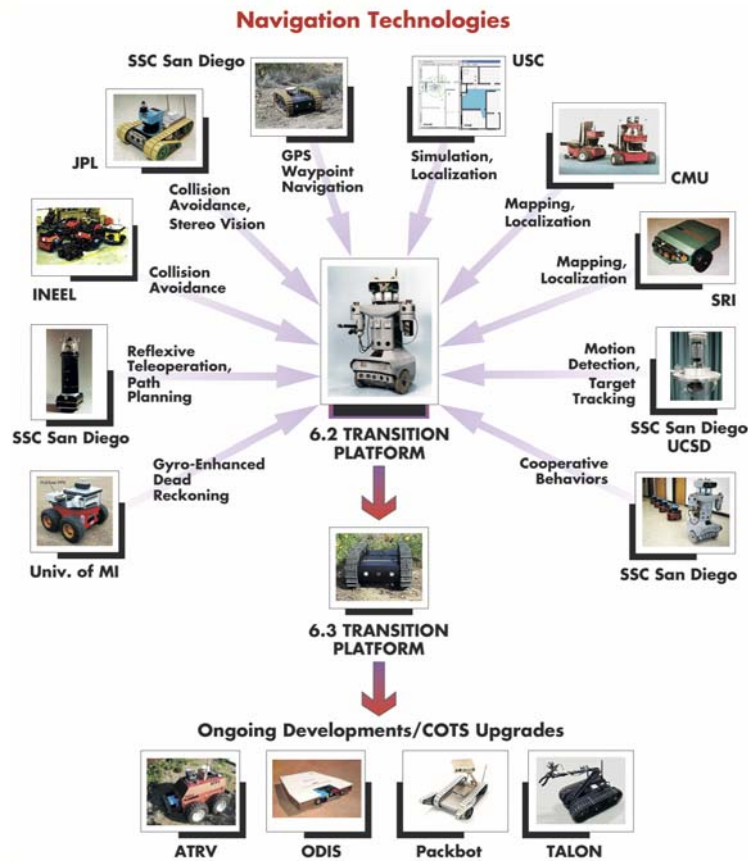 Navigation Technologies
SSC San Diego
USC
JPL
GPS
Waypoint
Navigation
Simulation,
Localization
CMU
Collision
Avoidance,
Stereo Vision
Mapping,
Localization
INEEL
Collision
Avoidance
Mapping,
Localization
SRI
Reflexive
Teleoperation,
Path
Planning
SSC San Diego
Motion
Detection,
Target
Tracking
SSC San Diego
UCSD
6.2 TRANSITION
PLATFORM
Gyro-Enhanced
Dead
Reckoning
Univ. of MI
Cooperative
Behaviors
SSC San Diego
6.3 TRANSITION
PLATFORM
Ongoing Developments/COTS Upgrades
ATRV
ODIS
Packbot
TALON